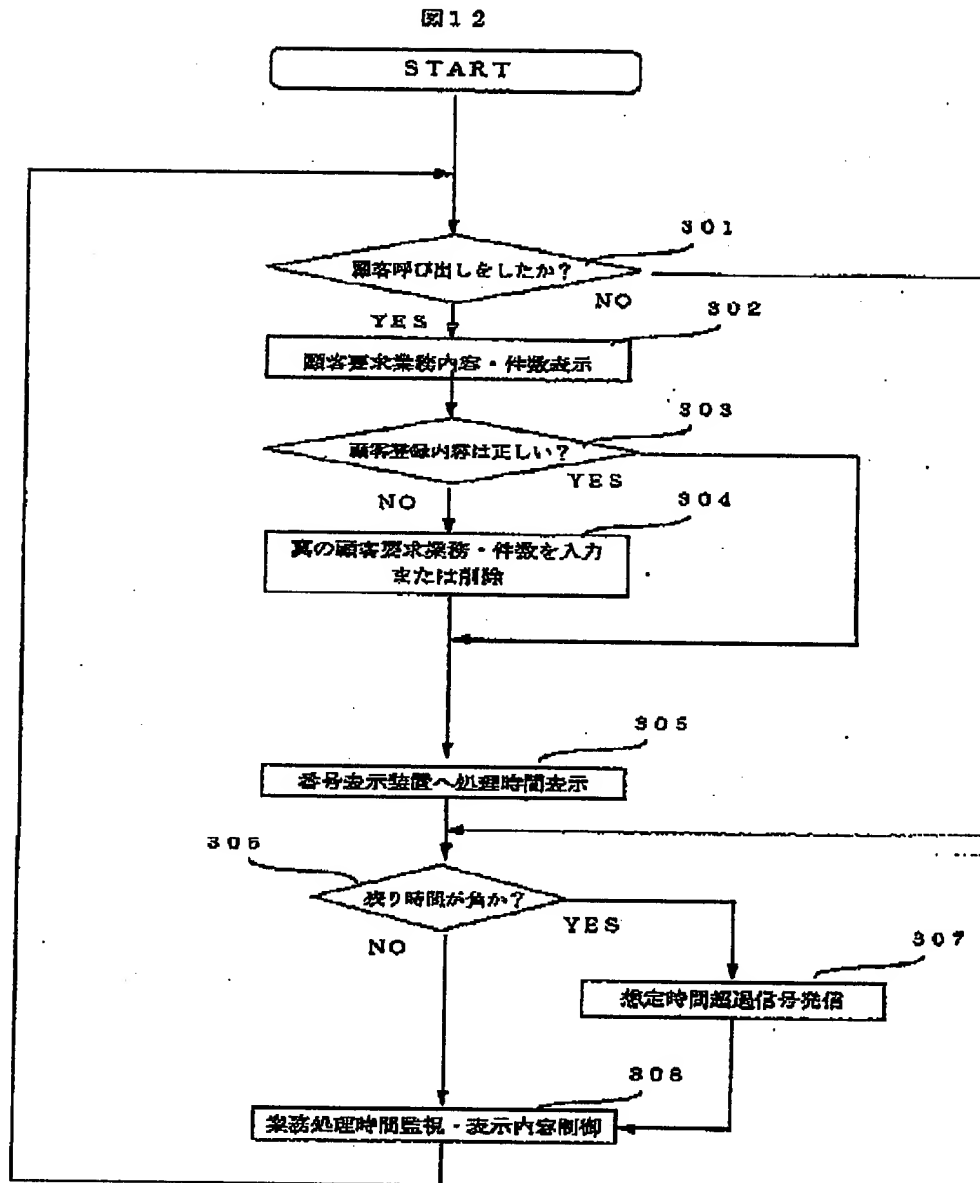 図12
START
301
顧客呼び出しをしたか?
NO
YES
302
顧客要求業務内容・件数表示
303
顧客登録内容は正しい?
YES
NO
304
真の顧客要求業務・件数を入力
または削除
305
番号表示装置へ処理時間表示
306
残り時間が負か?
YES
NO
307
想定時間超過信号発信
308
業務処理時間監視・表示内容制御